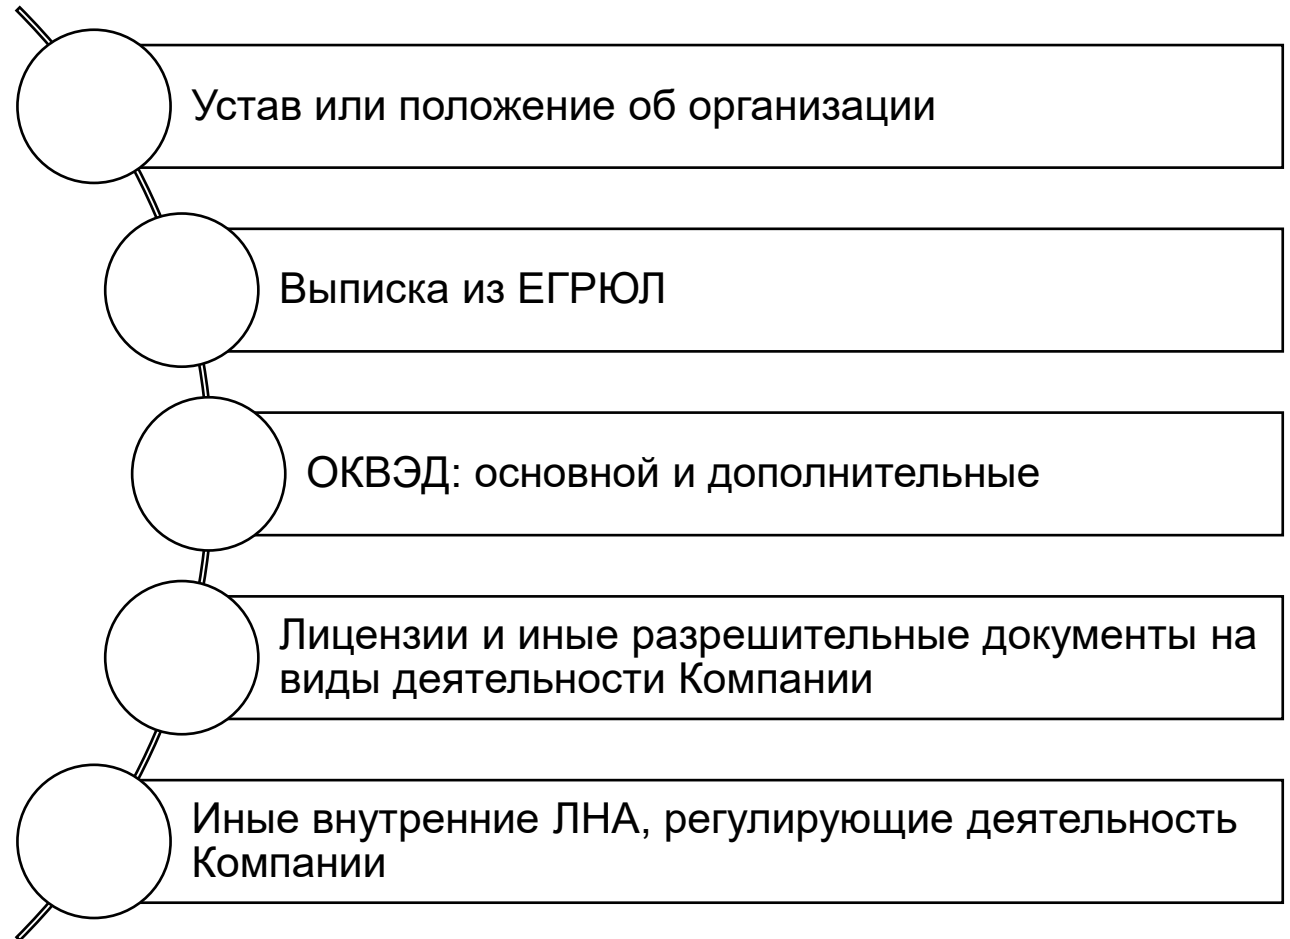 Устав или положение об организации
Выписка из ЕГРЮЛ
ОКВЭД: основной и дополнительные
Лицензии и иные разрешительные документы на
виды деятельности Компании
Иные внутренние ЛНА, регулирующие деятельность
Компании